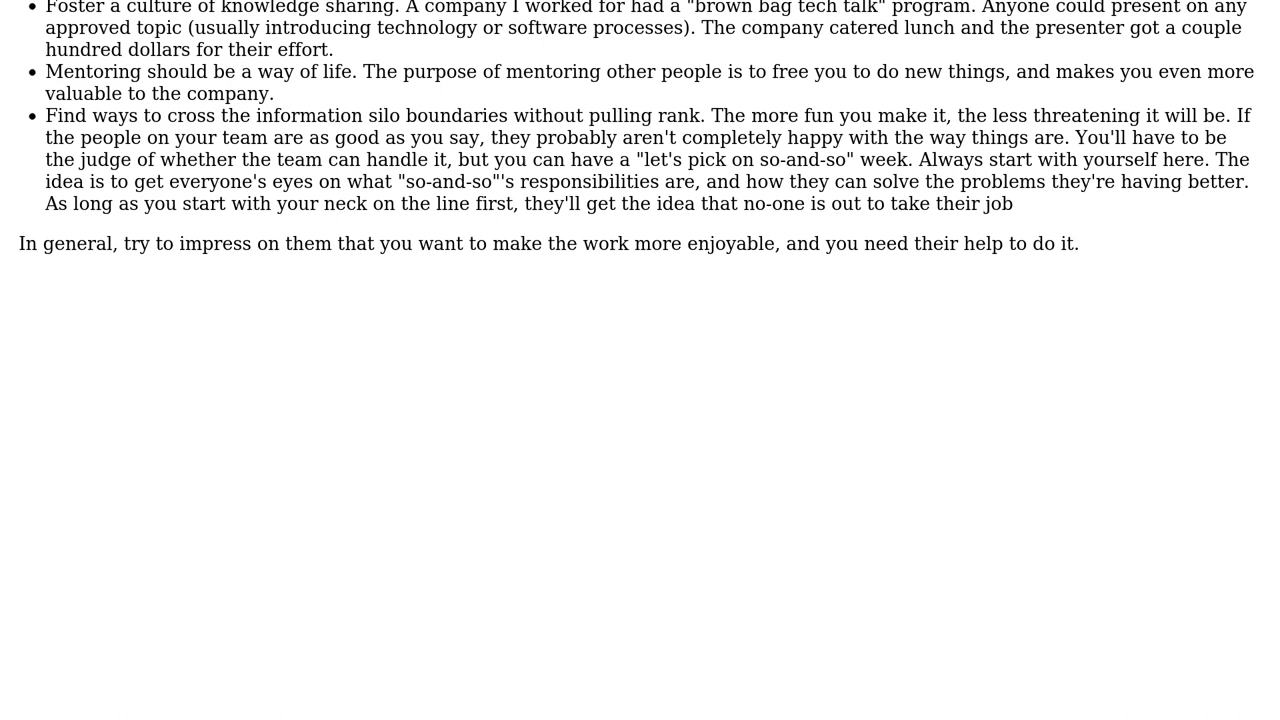 • Foster a culture of knowledge sharing. A company I worked for had a "brown bag tech talk" program. Anyone could present on any
approved topic (usually introducing technology or software processes). The company catered lunch and the presenter got a couple
hundred dollars for their effort.
• Mentoring should be a way of life. The purpose of mentoring other people is to free you to do new things, and makes you even more
valuable to the company.
• Find ways to cross the information silo boundaries without pulling rank. The more fun you make it, the less threatening it will be. If
the people on your team are as good as you say, they probably aren't completely happy with the way things are. You'll have to be
the judge of whether the team can handle it, but you can have a "let's pick on so-and-so" week. Always start with yourself here. The
idea is to get everyone's eyes on what "so-and-so"'s responsibilities are, and how they can solve the problems they're having better.
As long as you start with your neck on the line first, they'll get the idea that no-one is out to take their job
In general, try to impress on them that you want to make the work more enjoyable, and you need their help to do it.